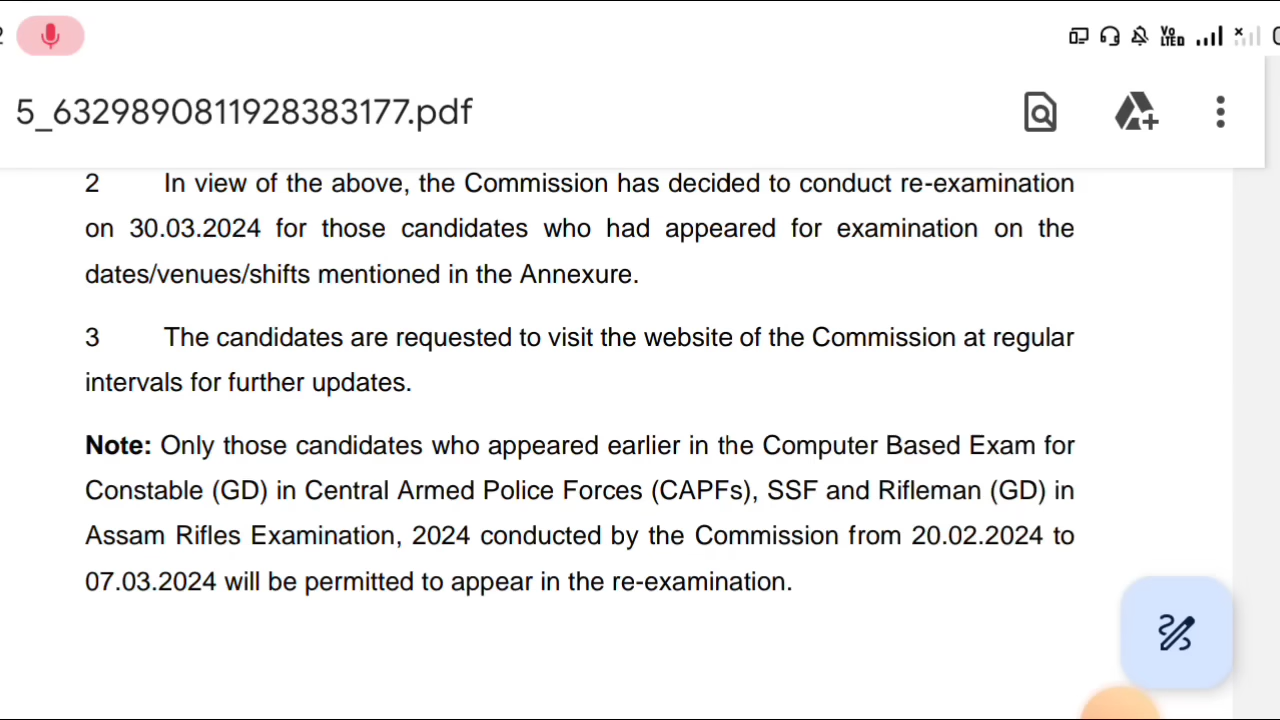 2
5_6329890811928383177.pdf
2 In view of the above, the Commission has decided to conduct re-examination
on 30.03.2024 for those candidates who had appeared for examination on the
dates/venues/shifts mentioned in the Annexure.
3 The candidates are requested to visit the website of the Commission at regular
intervals for further updates.
Note: Only those candidates who appeared earlier in the Computer Based Exam for
Constable (GD) in Central Armed Police Forces (CAPFs), SSF and Rifleman (GD) in
Assam Rifles Examination, 2024 conducted by the Commission from 20.02.2024 to
07.03.2024 will be permitted to appear in the re-examination.